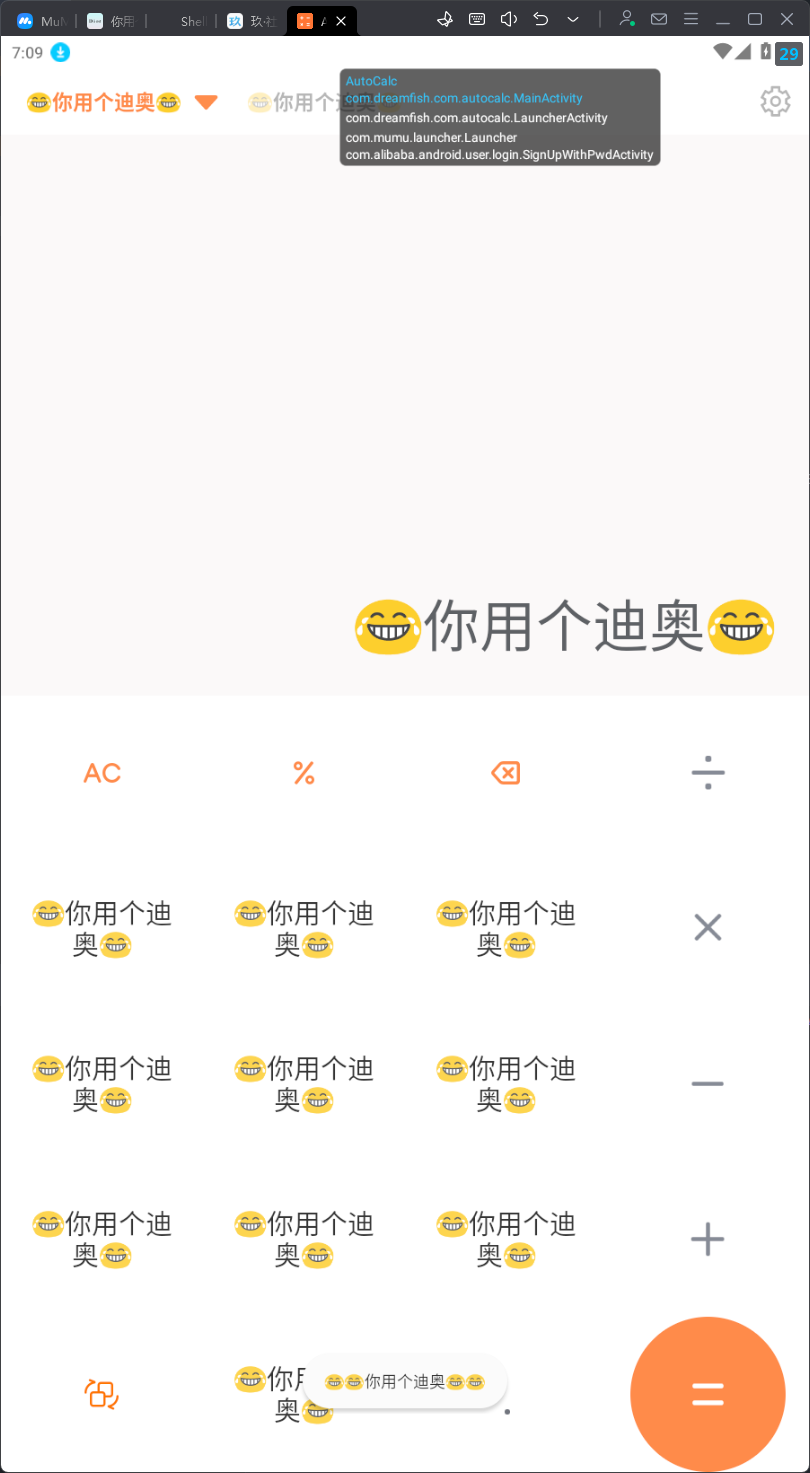 Mu
你用
Shel
玖·社
A
7:09
29
😂你用个迪奥😂
😂你用个迪奥
AutoCalc
com.dreamfish.com.autocalc.MainActivity
com.dreamfish.com.autocalc.LauncherActivity
com.mumu.launcher.Launcher
com.alibaba.android.user.login.SignUpWithPwdActivity
😂你用个迪奥😂
AC % ÷
😂你用个迪 😂你用个迪 😂你用个迪
奥😂 奥😂 奥😂 ×
😂你用个迪 😂你用个迪 😂你用个迪
奥😂 奥😂 奥😂 −
😂你用个迪 😂你用个迪 😂你用个迪
奥😂 奥😂 奥😂 +
😂你用
奥😂 . =
😂😂你用个迪奥😂😂